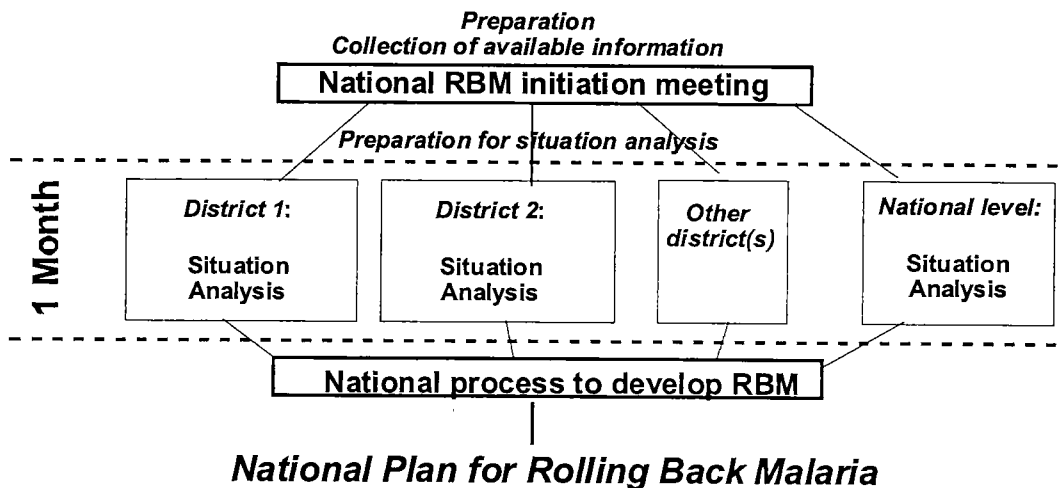 Preparation
Collection of available information
National RBM initiation meeting
Preparation for situation analysis
1 Month
District 1:
Situation
Analysis
District 2:
Situation
Analysis
Other
district(s)
National level:
Situation
Analysis
National process to develop RBM
National Plan for Rolling Back Malaria